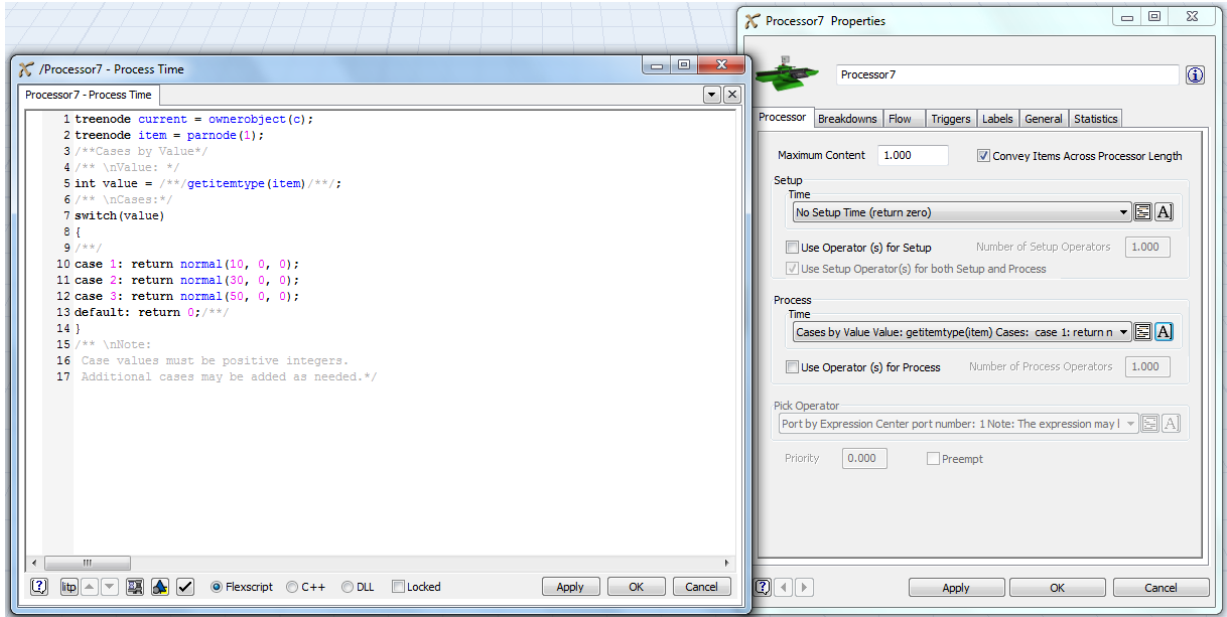 /Processor7 - Process Time
Processor7 - Process Time
1 treenode current = ownerobject(c);
2 treenode item = parnode(1);
3 /**Cases by Value*/
4 /** \nValue: */
5 int value = /**/getitemtype(item)/**/;
6 /** \nCases:*/
7 switch(value)
8 {
9 /**/
10 case 1: return normal(10, 0, 0);
11 case 2: return normal(30, 0, 0);
12 case 3: return normal(50, 0, 0);
13 default: return 0;/**/
14 }
15 /** \nNote:
16 Case values must be positive integers.
17 Additional cases may be added as needed.*/
Flexscript C++ DLL Locked Apply OK Cancel
Processor7 Properties
Processor7
Processor Breakdowns Flow Triggers Labels General Statistics
Maximum Content 1.000 Convey Items Across Processor Length
Setup
Time
No Setup Time (return zero) A
Use Operator (s) for Setup Number of Setup Operators 1.000
Use Setup Operator(s) for both Setup and Process
Process
Time
Cases by Value Value: getitemtype(item) Cases: case 1: return n A
Use Operator (s) for Process Number of Process Operators 1.000
Pick Operator
Port by Expression Center port number: 1 Note: The expression may l A
Priority 0.000 Preempt
Apply OK Cancel